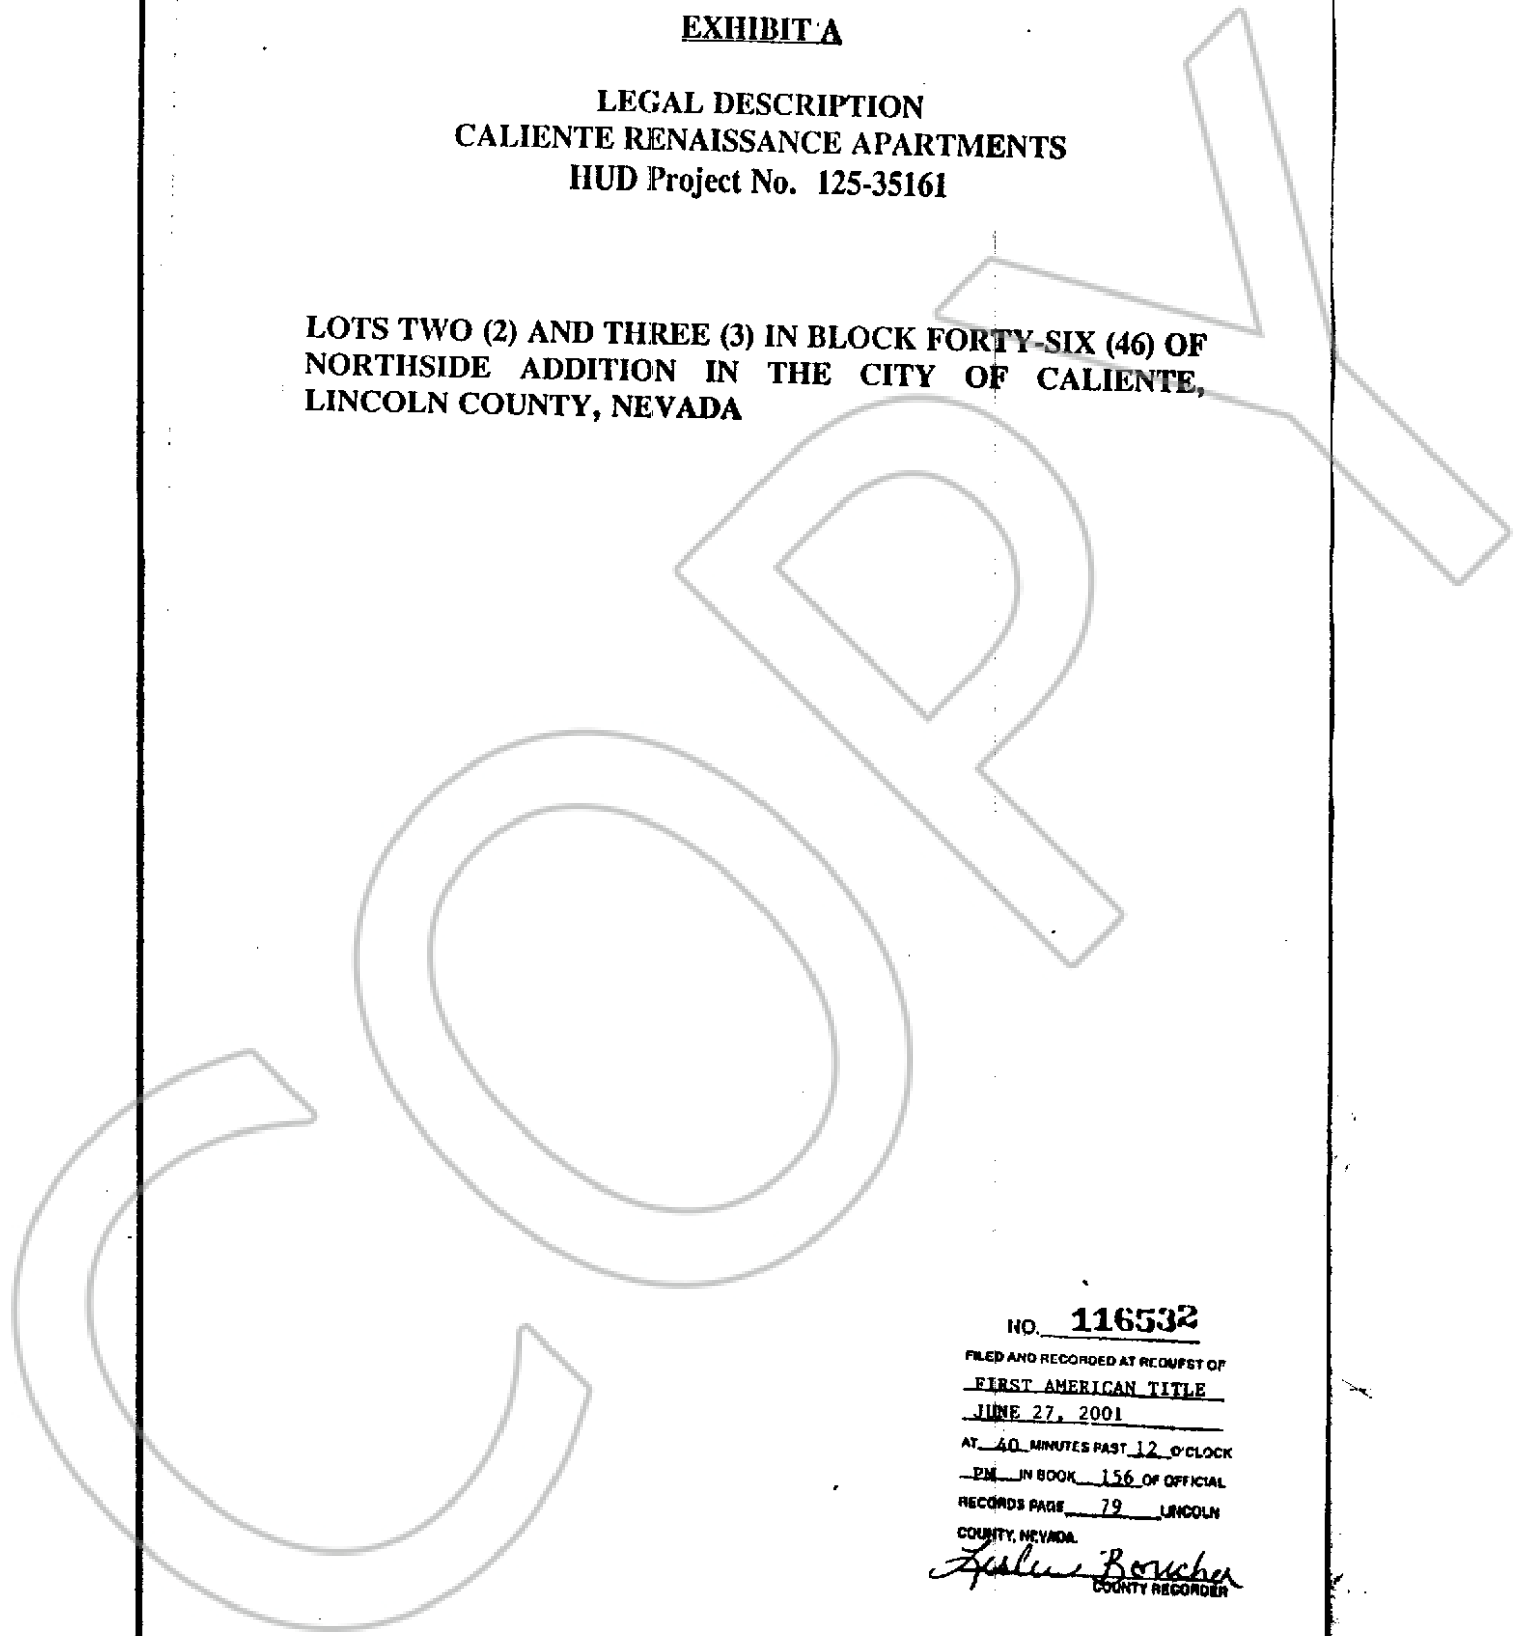 EXHIBIT A
LEGAL DESCRIPTION
CALIENTE RENAISSANCE APARTMENTS
HUD Project No. 125-35161
LOTS TWO (2) AND THREE (3) IN BLOCK FORTY-SIX (46) OF
NORTHSIDE ADDITION IN THE CITY OF CALIENTE,
LINCOLN COUNTY, NEVADA
COPY
NO. 116532
FILED AND RECORDED AT REQUEST OF
FIRST AMERICAN TITLE
JUNE 27, 2001
AT 40 MINUTES PAST 12 O'CLOCK
PM IN BOOK 156 OF OFFICIAL
RECORDS PAGE 79 LINCOLN
COUNTY, NEVADA.
Leslie Boucher
COUNTY RECORDER